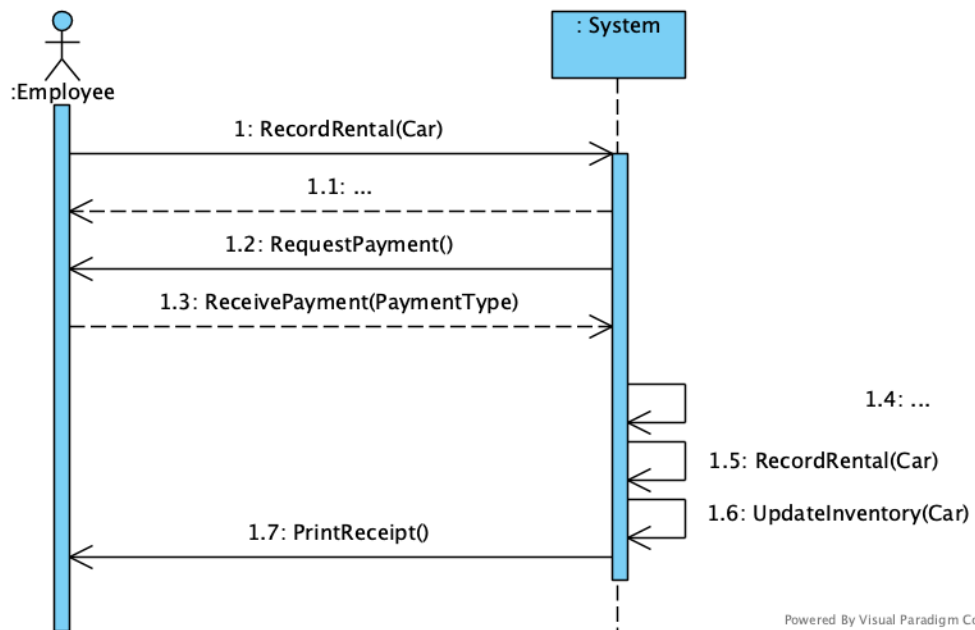 : System
:Employee
1: RecordRental(Car)
1.1: ...
1.2: RequestPayment()
1.3: ReceivePayment(PaymentType)
1.4: ...
1.5: RecordRental(Car)
1.6: UpdateInventory(Car)
1.7: PrintReceipt()
Powered By Visual Paradigm